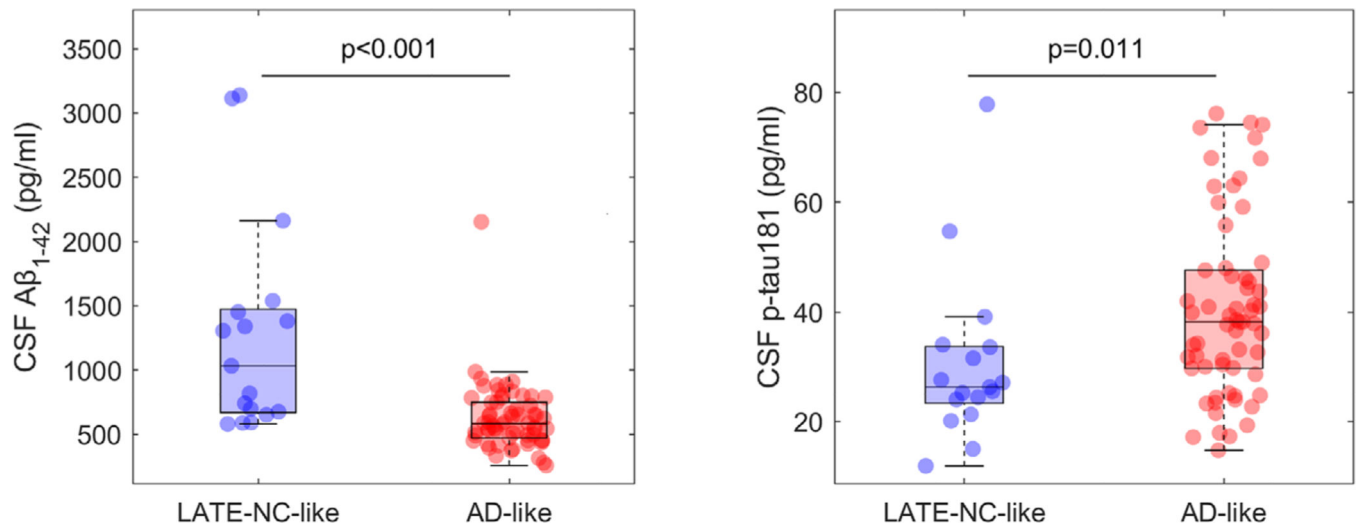 CSF Aβ1-42 (pg/ml)
3500
3000
2500
2000
1500
1000
500
p<0.001
LATE-NC-like
AD-like
CSF p-tau181 (pg/ml)
80
60
40
20
p=0.011
LATE-NC-like
AD-like